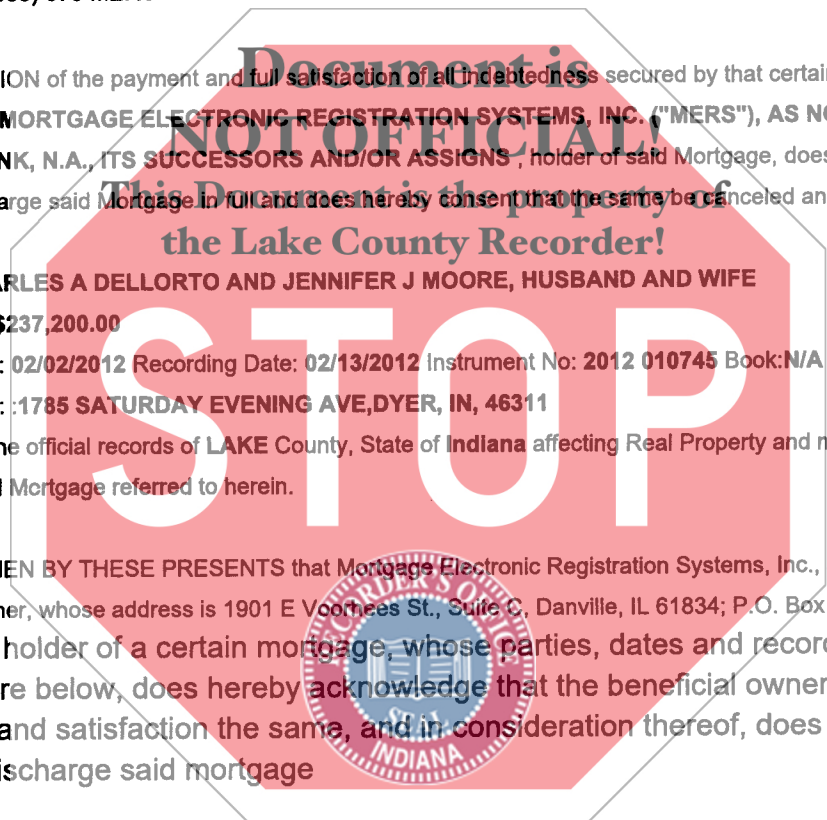 Document is
ION of the payment and full satisfaction of all indebtedness secured by that certain
MORTGAGE ELECTRONIC REGISTRATION SYSTEMS, INC. ("MERS"), AS NO
NOT OFFICIAL!
NK, N.A., ITS SUCCESSORS AND/OR ASSIGNS , holder of said Mortgage, does
This Document is the property of
arge said Mortgage in full and does hereby consent that the same be canceled an
the Lake County Recorder!
ARLES A DELLORTO AND JENNIFER J MOORE, HUSBAND AND WIFE
$237,200.00
: 02/02/2012 Recording Date: 02/13/2012 Instrument No: 2012 010745 Book:N/A
: :1785 SATURDAY EVENING AVE,DYER, IN, 46311
STOP
he official records of LAKE County, State of Indiana affecting Real Property and m
Mortgage referred to herein.
EN BY THESE PRESENTS that Mortgage Electronic Registration Systems, Inc.,
RECORDER'S OFFICE
ner, whose address is 1901 E Voorhees St., Suite C, Danville, IL 61834; P.O. Box
holder of a certain mortgage, whose parties, dates and record
re below, does hereby acknowledge that the beneficial owner
SEAL
and satisfaction the same, and in consideration thereof, does
INDIANA
ischarge said mortgage